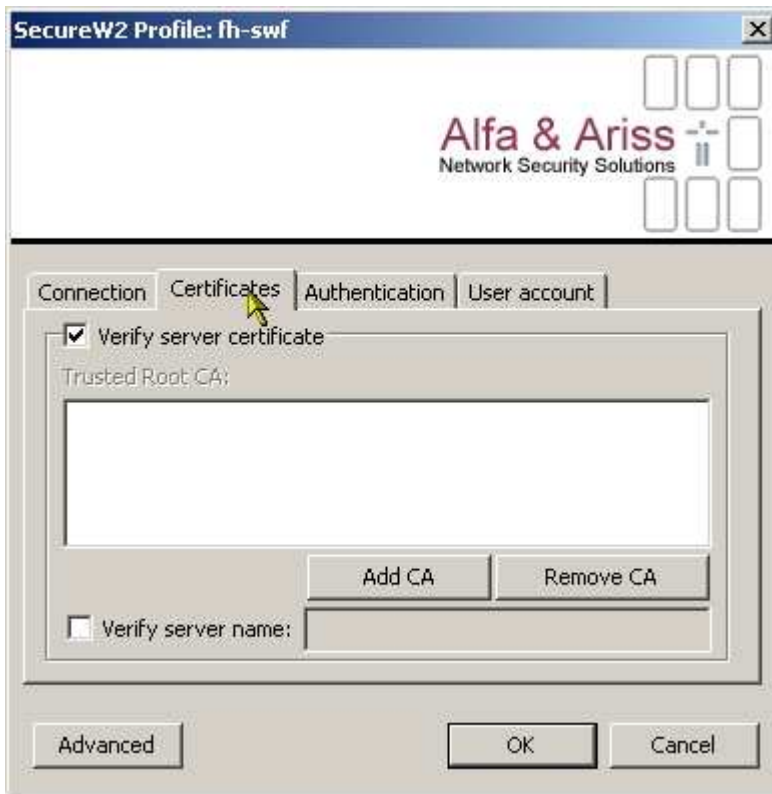 SecureW2 Profile: fh-swf
Alfa & Ariss
Network Security Solutions
Connection Certificates Authentication User account
Verify server certificate
Trusted Root CA:
Add CA Remove CA
Verify server name:
Advanced OK Cancel